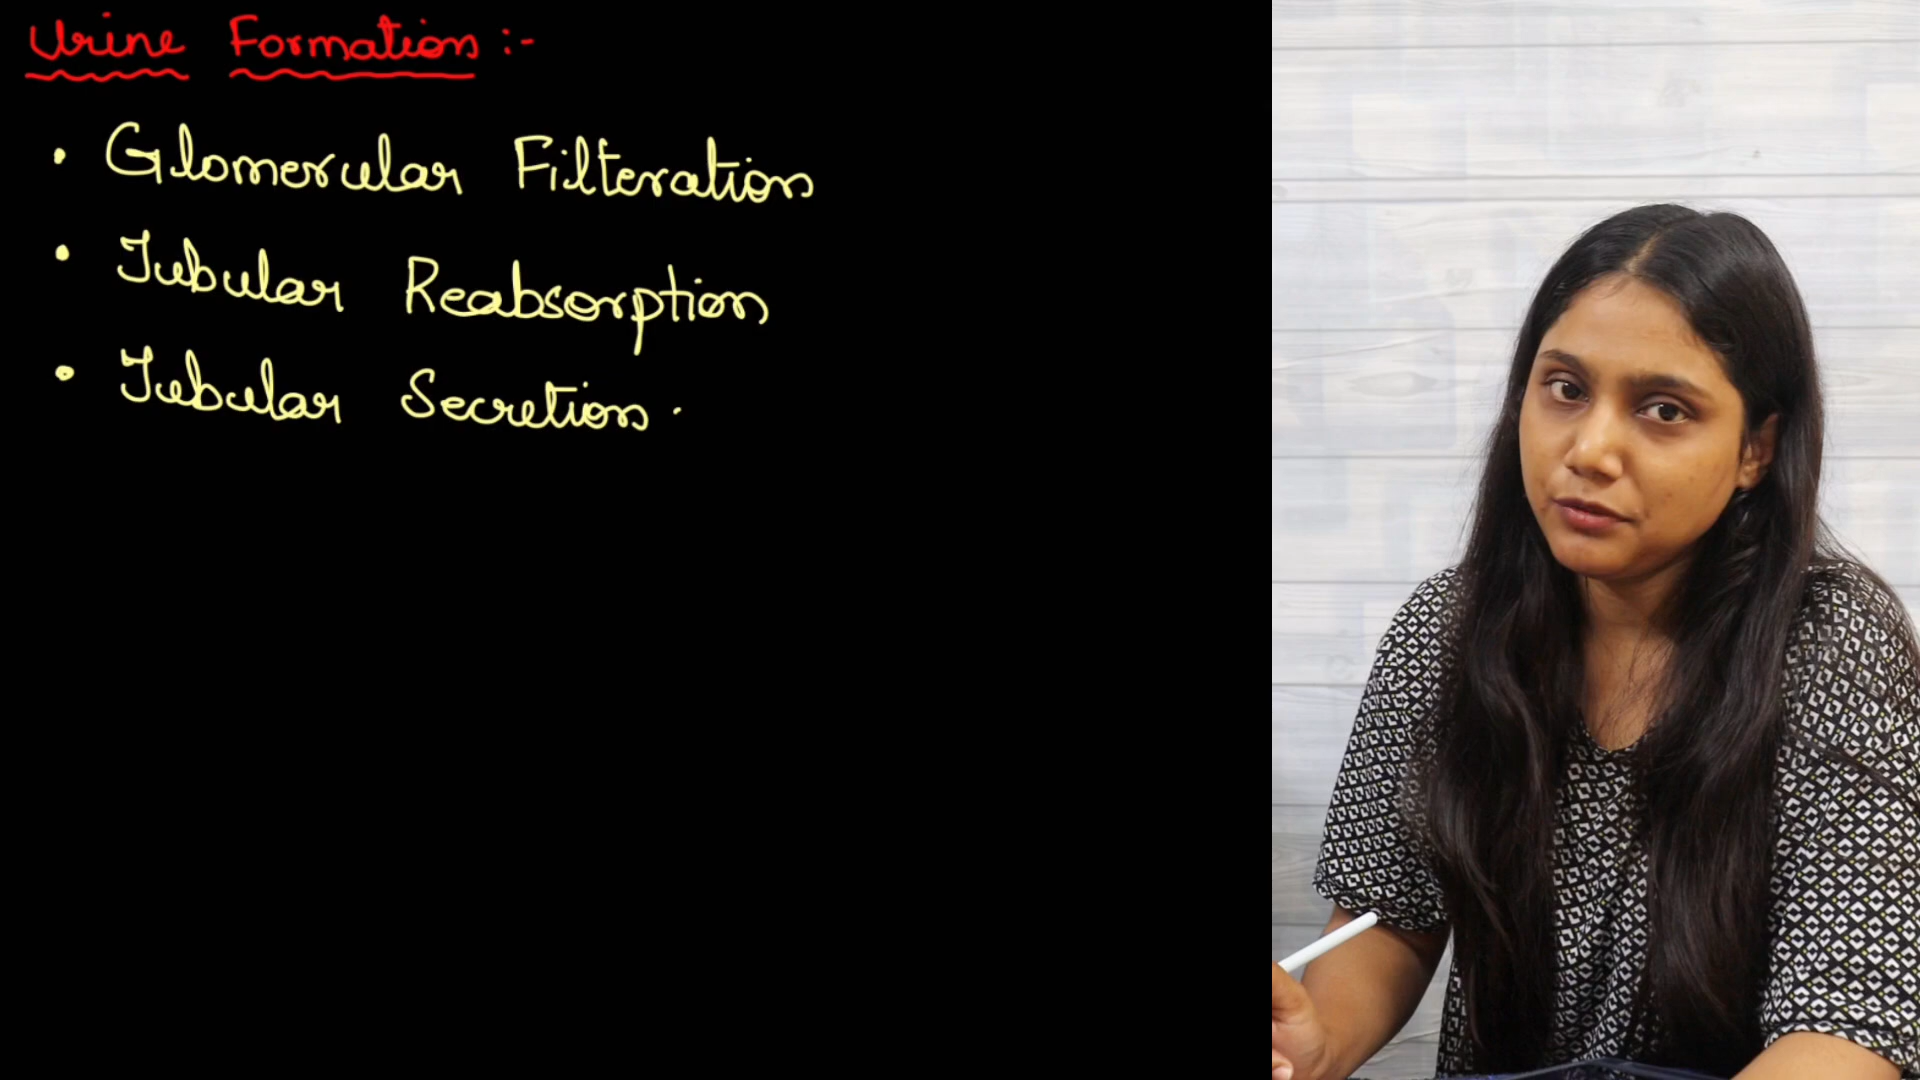 Urine Formation :-
• Glomerular Filteration
• Tubular Reabsorption
• Tubular Secretion.